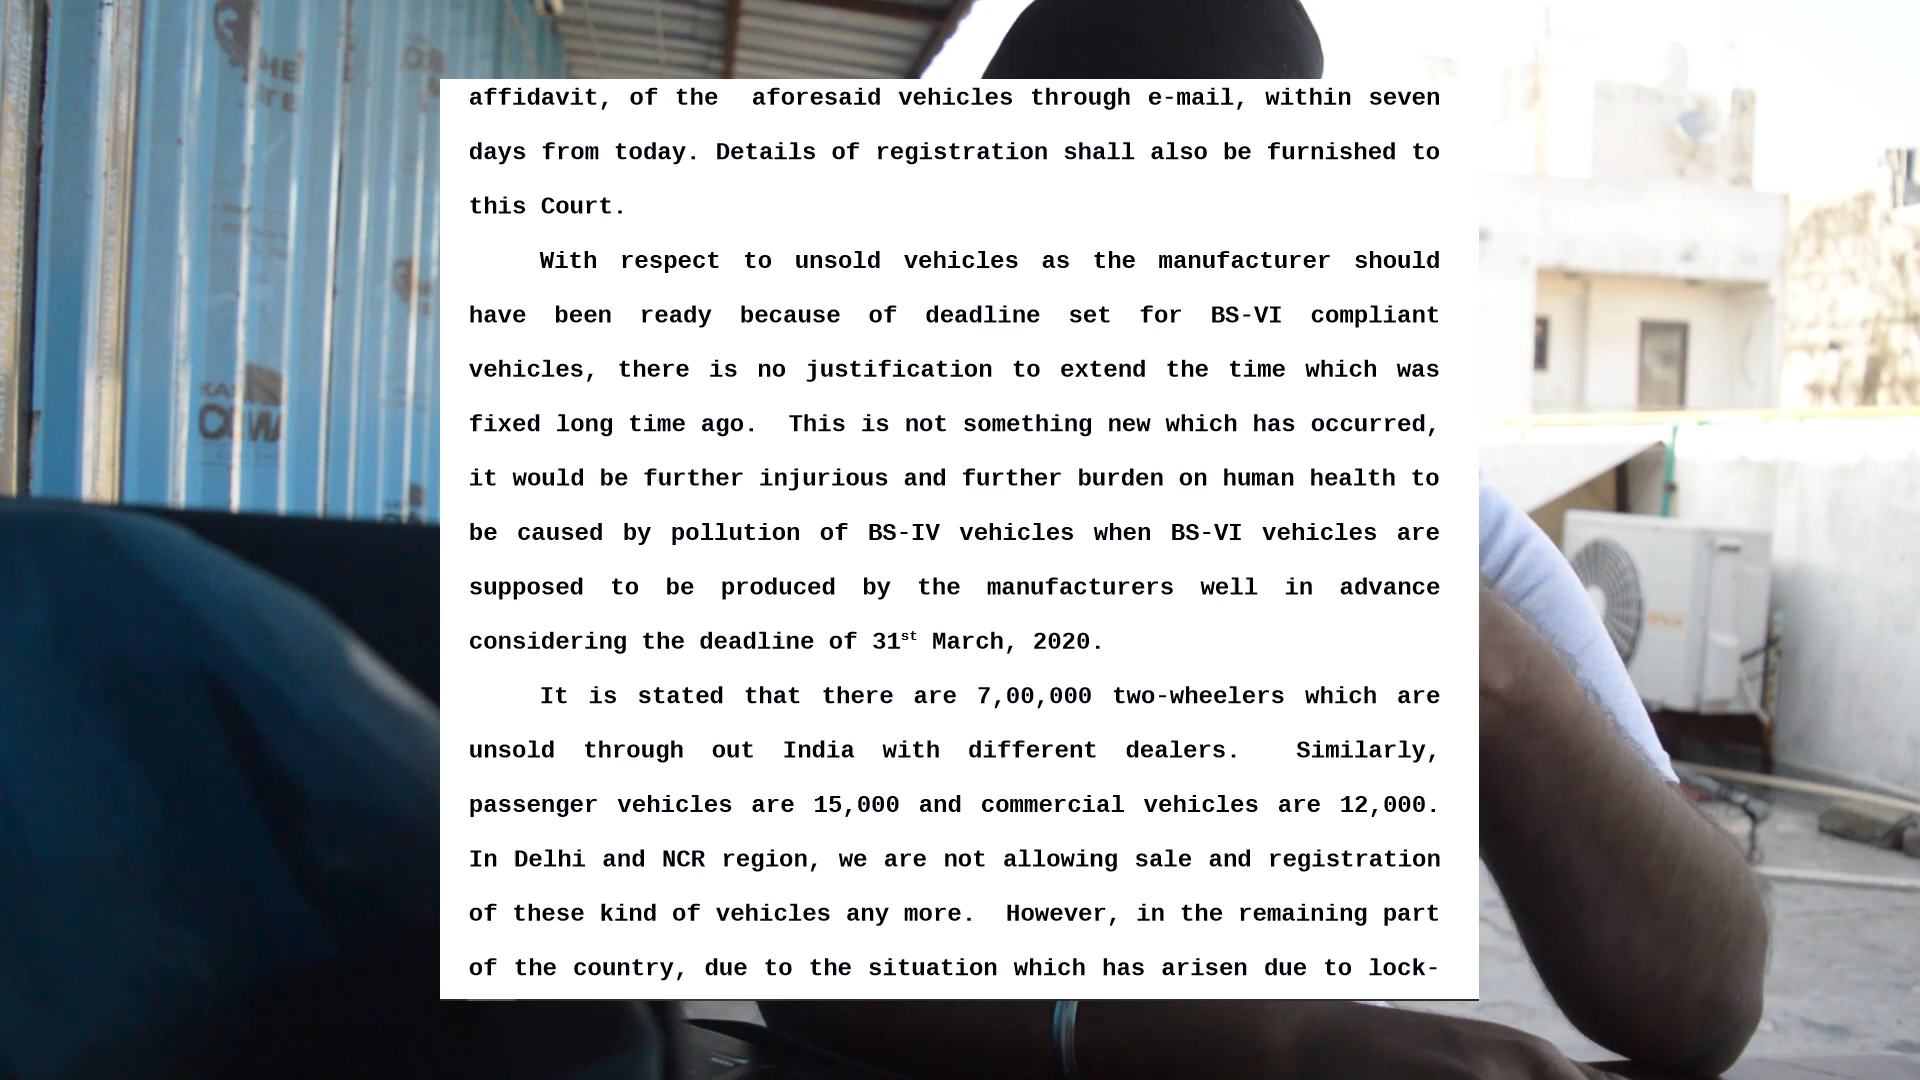 affidavit, of the aforesaid vehicles through e-mail, within seven
days from today. Details of registration shall also be furnished to
this Court.
With respect to unsold vehicles as the manufacturer should
have been ready because of deadline set for BS-VI compliant
vehicles, there is no justification to extend the time which was
fixed long time ago. This is not something new which has occurred,
it would be further injurious and further burden on human health to
be caused by pollution of BS-IV vehicles when BS-VI vehicles are
supposed to be produced by the manufacturers well in advance
considering the deadline of 31st March, 2020.
It is stated that there are 7,00,000 two-wheelers which are
unsold through out India with different dealers. Similarly,
passenger vehicles are 15,000 and commercial vehicles are 12,000.
In Delhi and NCR region, we are not allowing sale and registration
of these kind of vehicles any more. However, in the remaining part
of the country, due to the situation which has arisen due to lock-